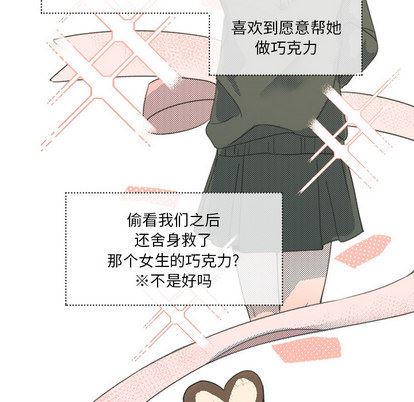 喜欢到愿意帮她
做巧克力
偷看我们之后
还舍身救了
那个女生的巧克力?
※不是好吗